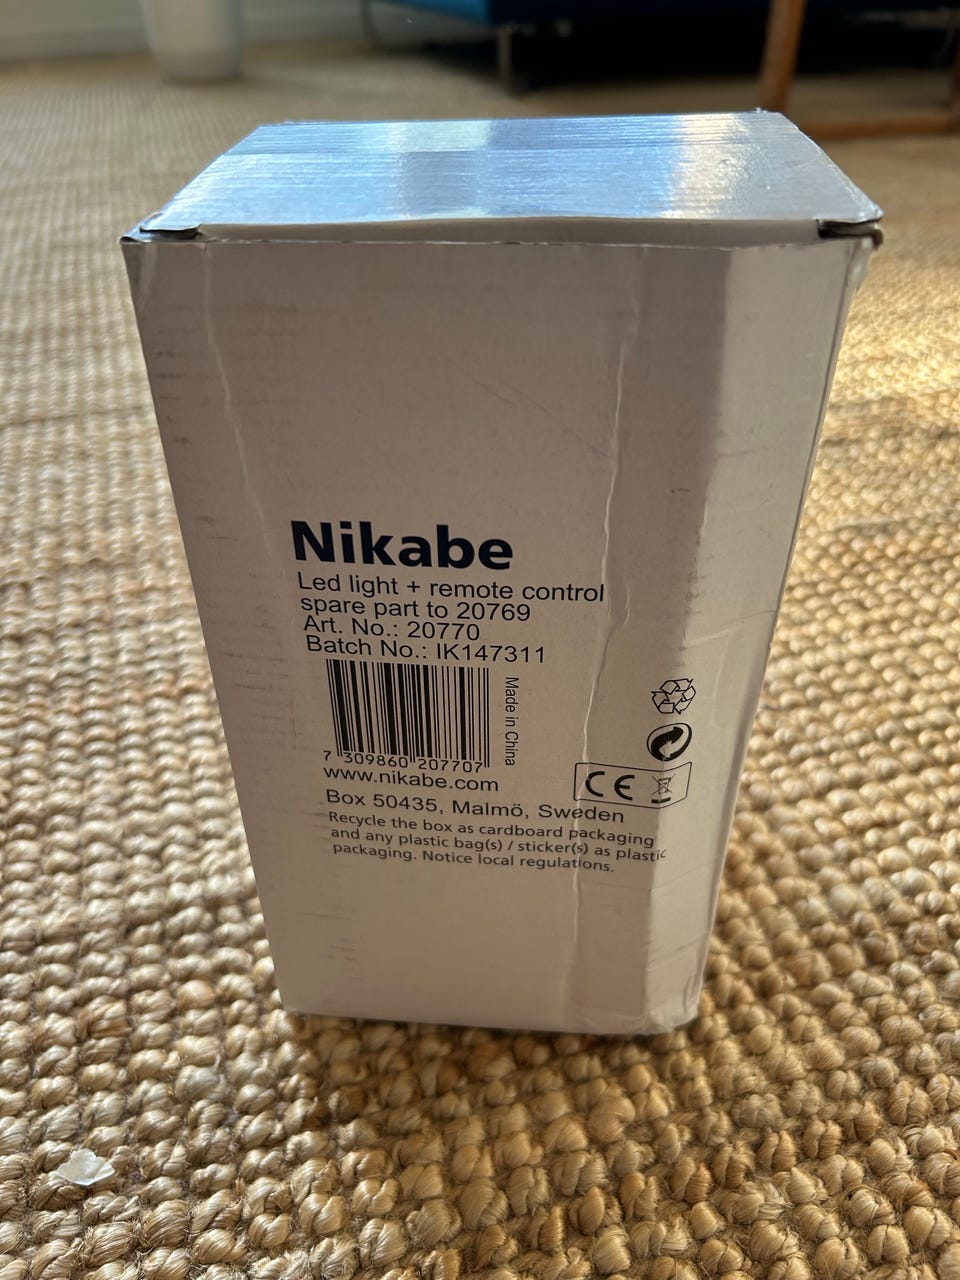 Nikabe
Led light + remote control
spare part to 20769
Art. No.: 20770
Batch No.: IK147311
Made in China
7 309860 207707
www.nikabe.com
CE
Box 50435, Malmö, Sweden
Recycle the box as cardboard packaging
and any plastic bag(s) / sticker(s) as plastic
packaging. Notice local regulations.